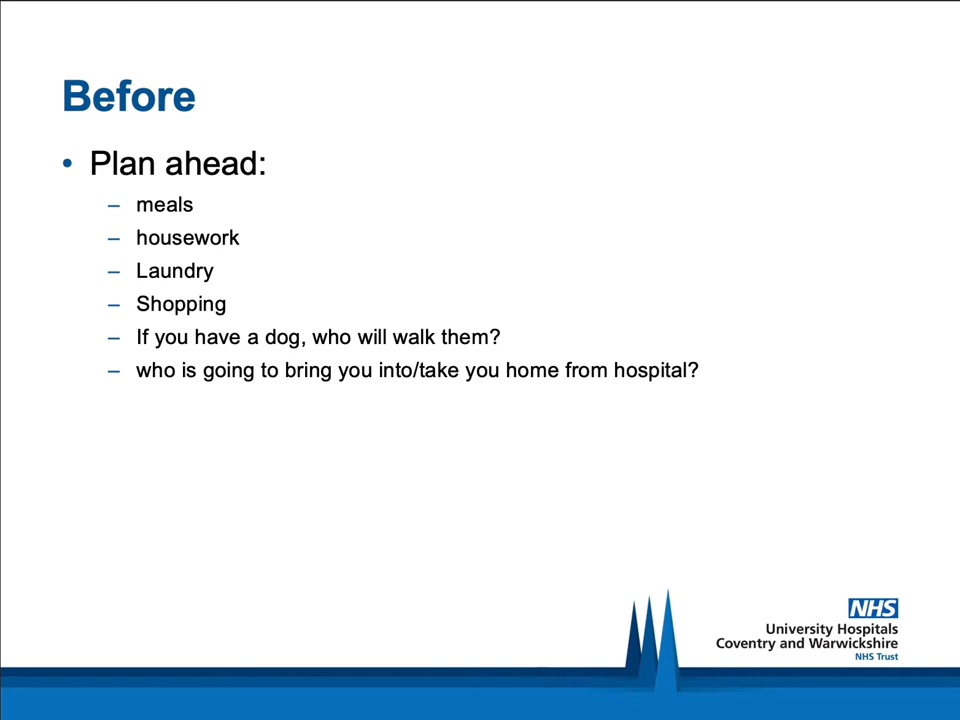 Before
• Plan ahead:
– meals
– housework
– Laundry
– Shopping
– If you have a dog, who will walk them?
– who is going to bring you into/take you home from hospital?
NHS
University Hospitals
Coventry and Warwickshire
NHS Trust